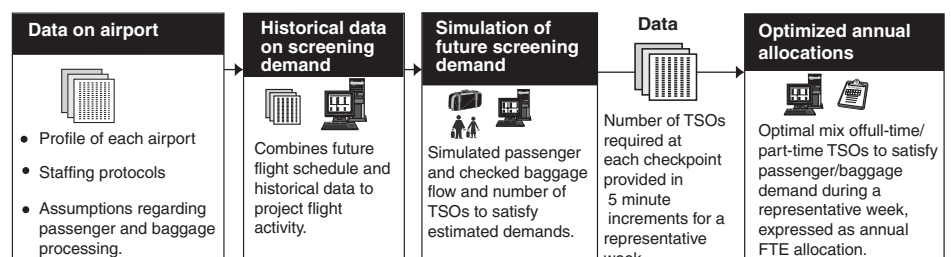 Data on airport
Profile of each airport
Staffing protocols
Assumptions regarding
passenger and baggage
processing.
Historical data
on screening
demand
Combines future
flight schedule and
historical data to
project flight
activity.
Simulation of
future screening
demand
Simulated passenger
and checked baggage
flow and number of
TSOs to satisfy
estimated demands.
Data
Number of TSOs
required at
each checkpoint
provided in
5 minute
increments for a
representative
Optimized annual
allocations
Optimal mix offull-time/
part-time TSOs to satisfy
passenger/baggage
demand during a
representative week,
expressed as annual
FTE allocation.